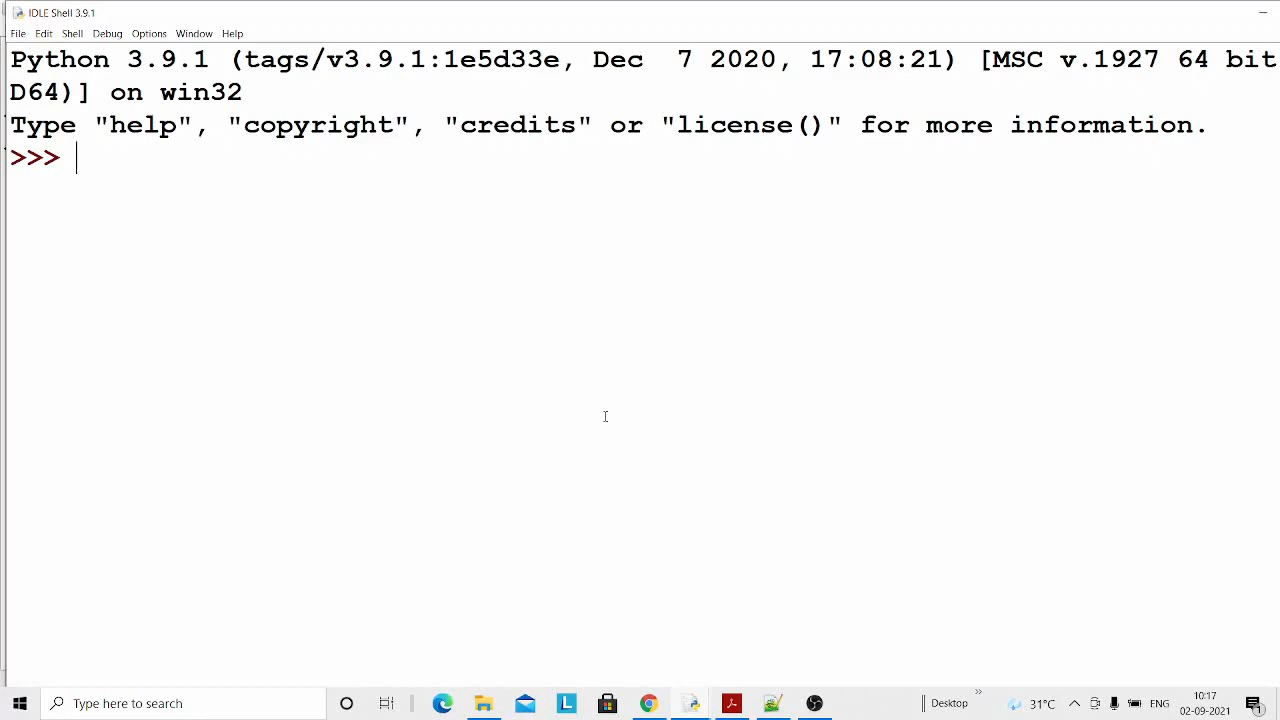 IDLE Shell 3.9.1
File Edit Shell Debug Options Window Help
Python 3.9.1 (tags/v3.9.1:1e5d33e, Dec  7 2020, 17:08:21) [MSC v.1927 64 bit
D64)] on win32
Type "help", "copyright", "credits" or "license()" for more information.
>>>
Type here to search
L
Desktop
»
31°C
ENG
10:17
02-09-2021
1